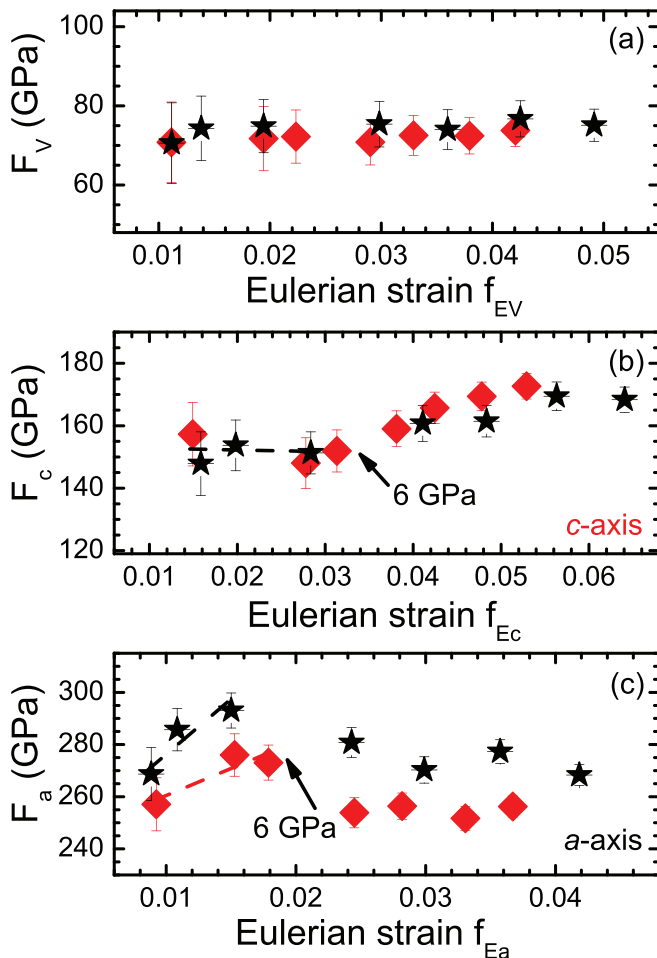 (a)
F_V (GPa)
100
80
60
0.01 0.02 0.03 0.04 0.05
Eulerian strain f_EV
(b)
F_c (GPa)
180
160
140
120
6 GPa
c-axis
0.01 0.02 0.03 0.04 0.05 0.06
Eulerian strain f_Ec
(c)
F_a (GPa)
300
280
260
240
6 GPa
a-axis
0.01 0.02 0.03 0.04
Eulerian strain f_Ea